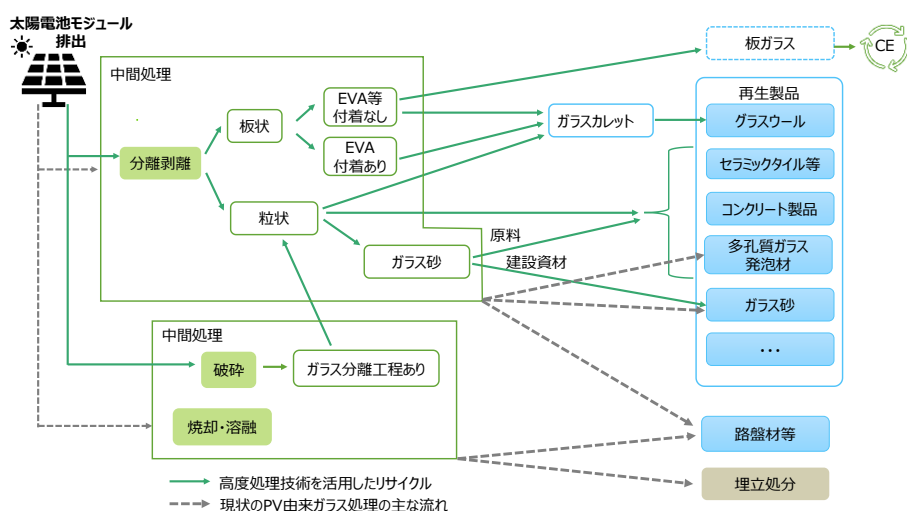 太陽電池モジュール
排出
中間処理
分離剥離
板状
粒状
EVA等
付着なし
EVA
付着あり
ガラス砂
ガラスカレット
原料
建設資材
板ガラス
CE
再生製品
グラスウール
セラミックタイル等
コンクリート製品
多孔質ガラス
発泡材
ガラス砂
・・・
中間処理
破砕
ガラス分離工程あり
焼却・溶融
路盤材等
埋立処分
高度処理技術を活用したリサイクル
現状のPV由来ガラス処理の主な流れ